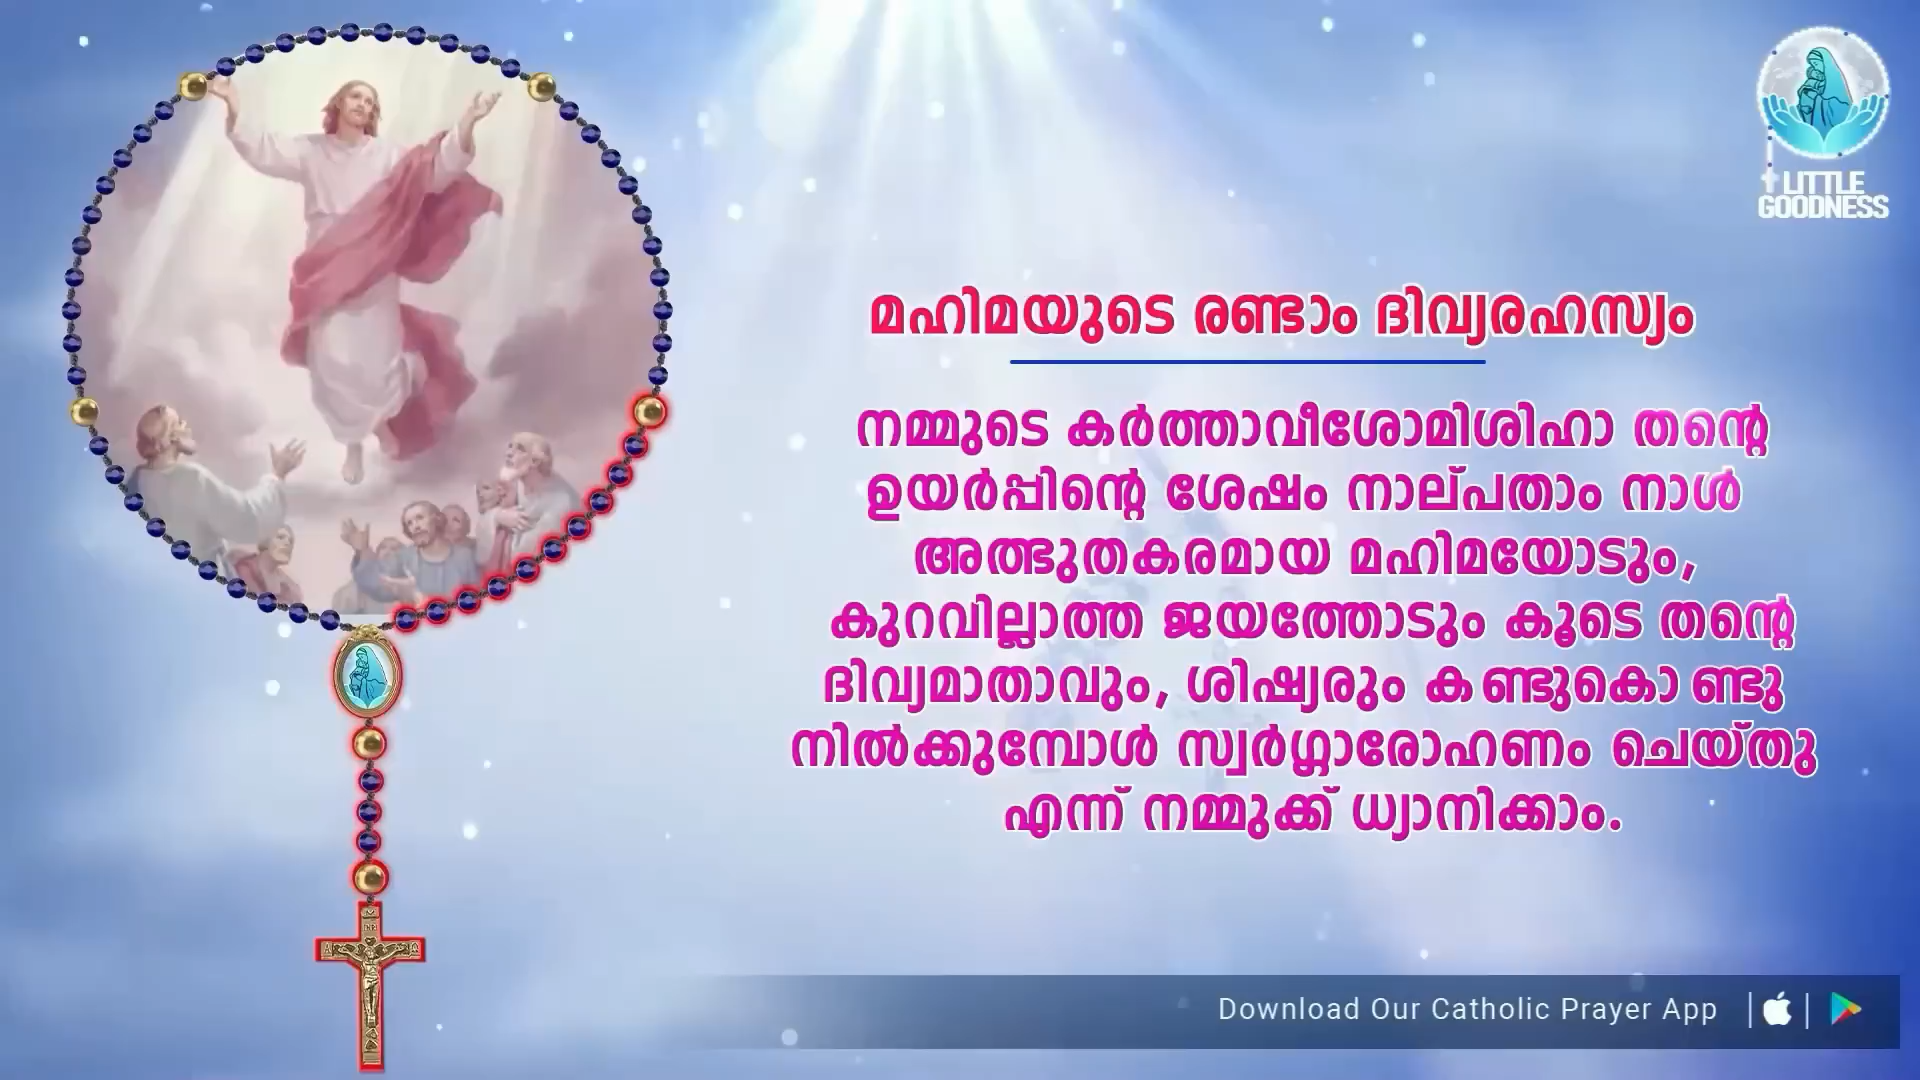 LITTLE
GOODNESS
മഹിമയുടെ രണ്ടാം ദിവ്യരഹസ്യം
നമ്മുടെ കർത്താവീശോമിശിഹാ തന്റെ
ഉയർപ്പിന്റെ ശേഷം നാല്പതാം നാൾ
അത്ഭുതകരമായ മഹിമയോടും,
കുറവില്ലാത്ത ജയത്തോടും കൂടെ തന്റെ
ദിവ്യമാതാവും, ശിഷ്യരും കണ്ടുകൊണ്ടു
നിൽക്കുമ്പോൾ സ്വർഗ്ഗാരോഹണം ചെയ്തു
എന്ന് നമ്മുക്ക് ധ്യാനിക്കാം.
Download Our Catholic Prayer App